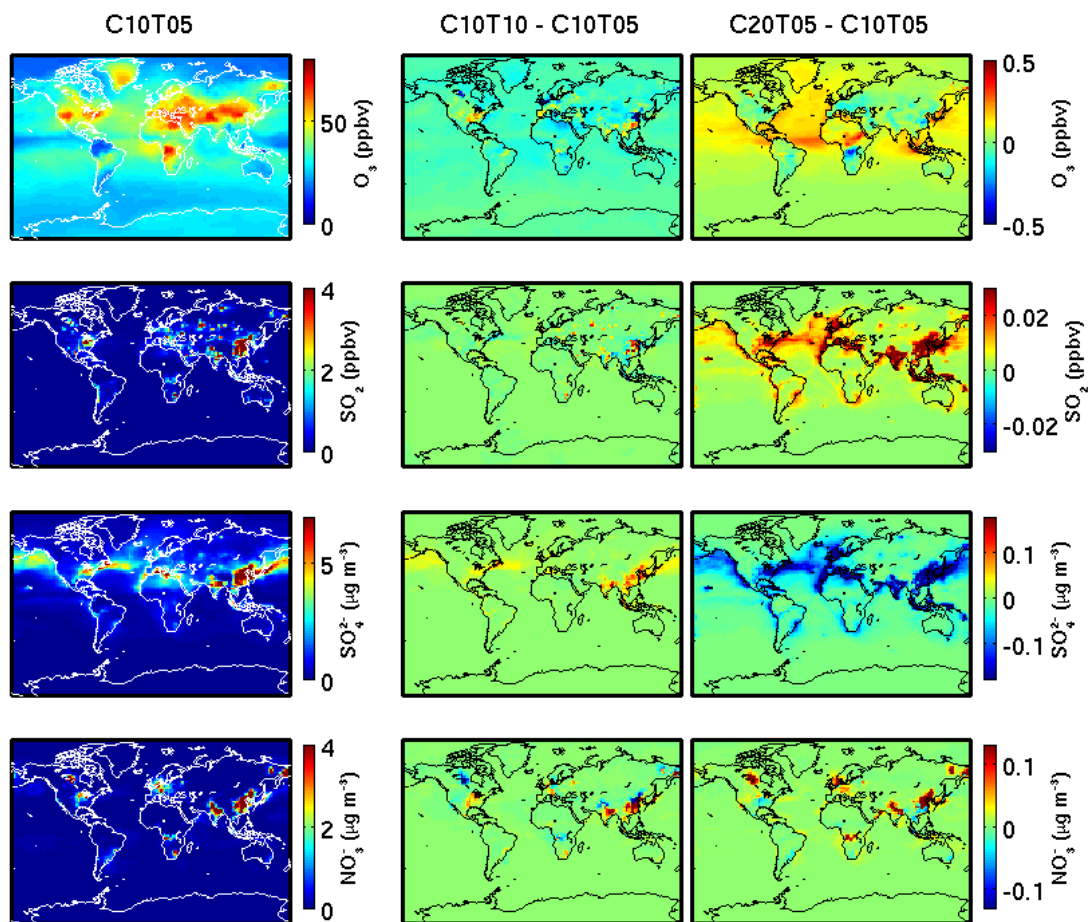 C10T05 C10T10 - C10T05 C20T05 - C10T05
50
0
O₃ (ppbv)
0.5
0
-0.5
O₃ (ppbv)
4
2
0
SO₂ (ppbv)
0.02
0
-0.02
SO₂ (ppbv)
5
0
SO₄²⁻ (μg m⁻³)
0.1
0
-0.1
SO₄²⁻ (μg m⁻³)
4
2
0
NO₃⁻ (μg m⁻³)
0.1
0
-0.1
NO₃⁻ (μg m⁻³)